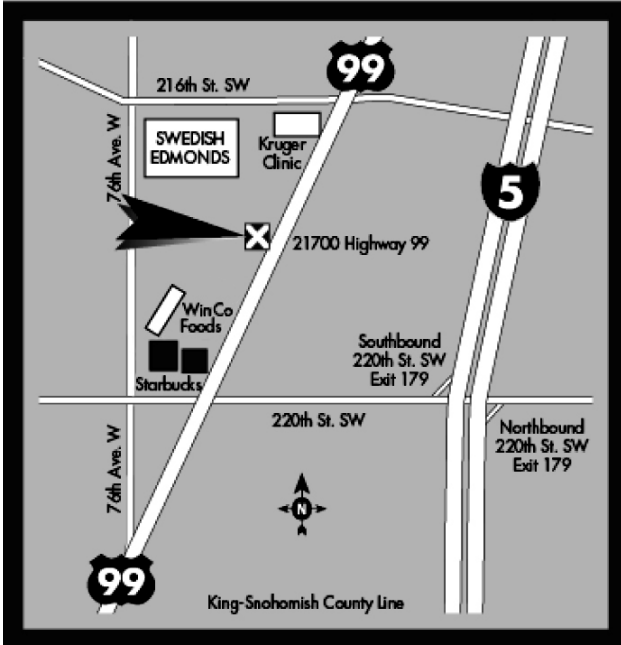 99
216th St. SW
SWEDISH
EDMONDS
Kruger
Clinic
76th Ave. W
5
X
21700 Highway 99
WinCo
Foods
Starbucks
Southbound
220th St. SW
Exit 179
220th St. SW
Northbound
220th St. SW
Exit 179
76th Ave. W
N
99
King-Snohomish County Line